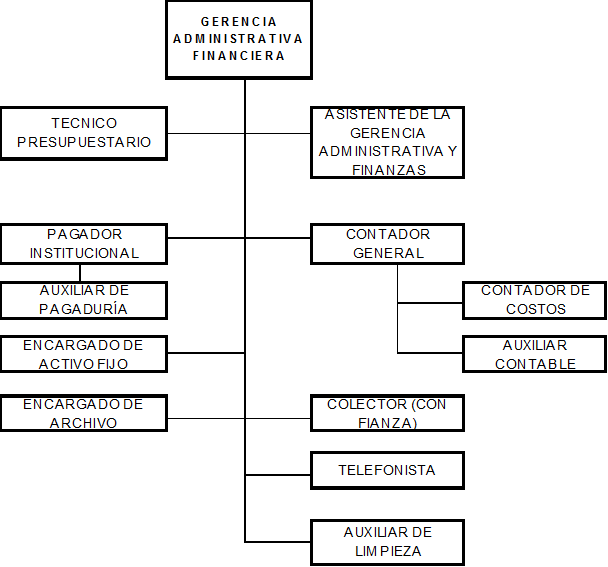 GERENCIA
ADMINISTRATIVA
FINANCIERA
TECNICO
PRESUPUESTARIO
ASISTENTE DE LA
GERENCIA
ADMINISTRATIVA Y
FINANZAS
PAGADOR
INSTITUCIONAL
CONTADOR
GENERAL
AUXILIAR DE
PAGADURÍA
CONTADOR DE
COSTOS
ENCARGADO DE
ACTIVO FIJO
AUXILIAR
CONTABLE
ENCARGADO DE
ARCHIVO
COLECTOR (CON
FIANZA)
TELEFONISTA
AUXILIAR DE
LIMPIEZA